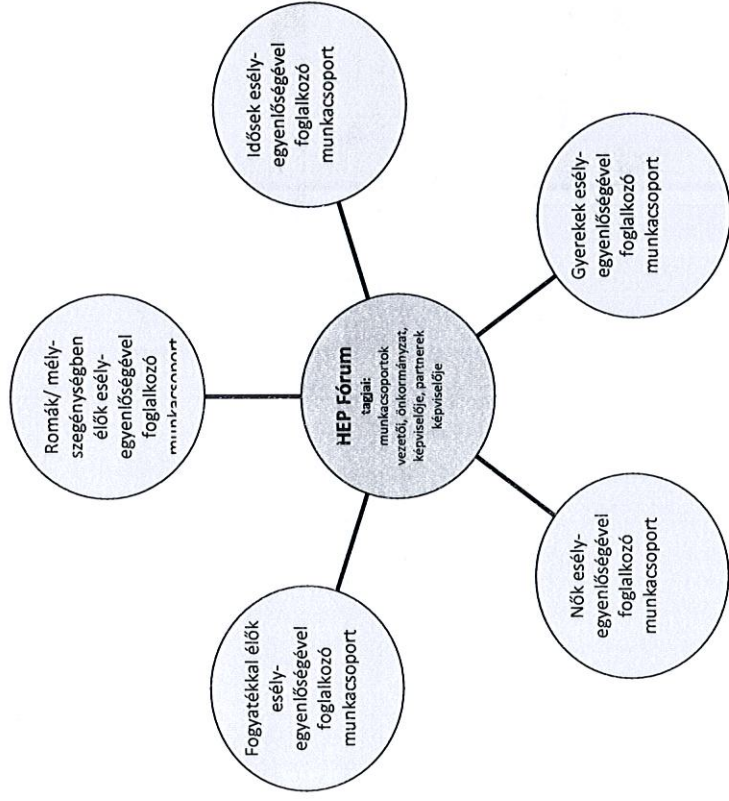 Romák/ mély-
szegénységben
élők esély-
egyenlőségével
foglalkozó
munkacsoport
Idősek esély-
egyenlőségével
foglalkozó
munkacsoport
Gyerekek esély-
egyenlőségével
foglalkozó
munkacsoport
Nők esély-
egyenlőségével
foglalkozó
munkacsoport
Fogyatékkal élők
esély-
egyenlőségével
foglalkozó
munkacsoport
HEP Fórum
tagjai:
munkacsoportok
vezetői, önkormányzat,
képviselője, partnerek
képviselője